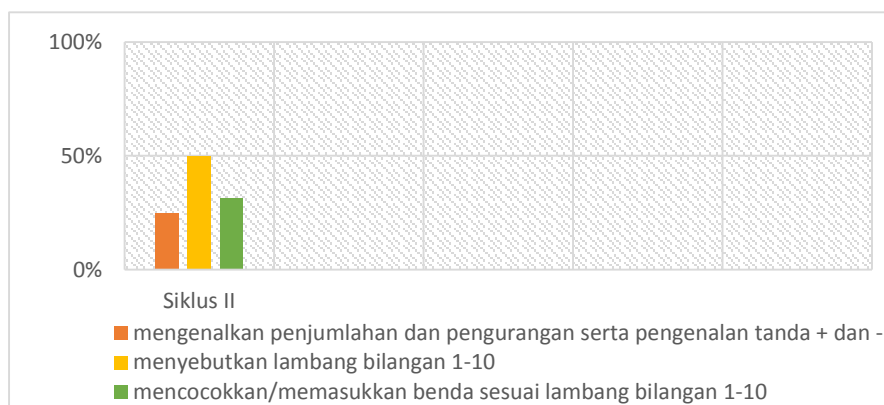 100%
50%
0%
Siklus II
mengenalkan penjumlahan dan pengurangan serta pengenalan tanda + dan -
menyebutkan lambang bilangan 1-10
mencocokkan/memasukkan benda sesuai lambang bilangan 1-10